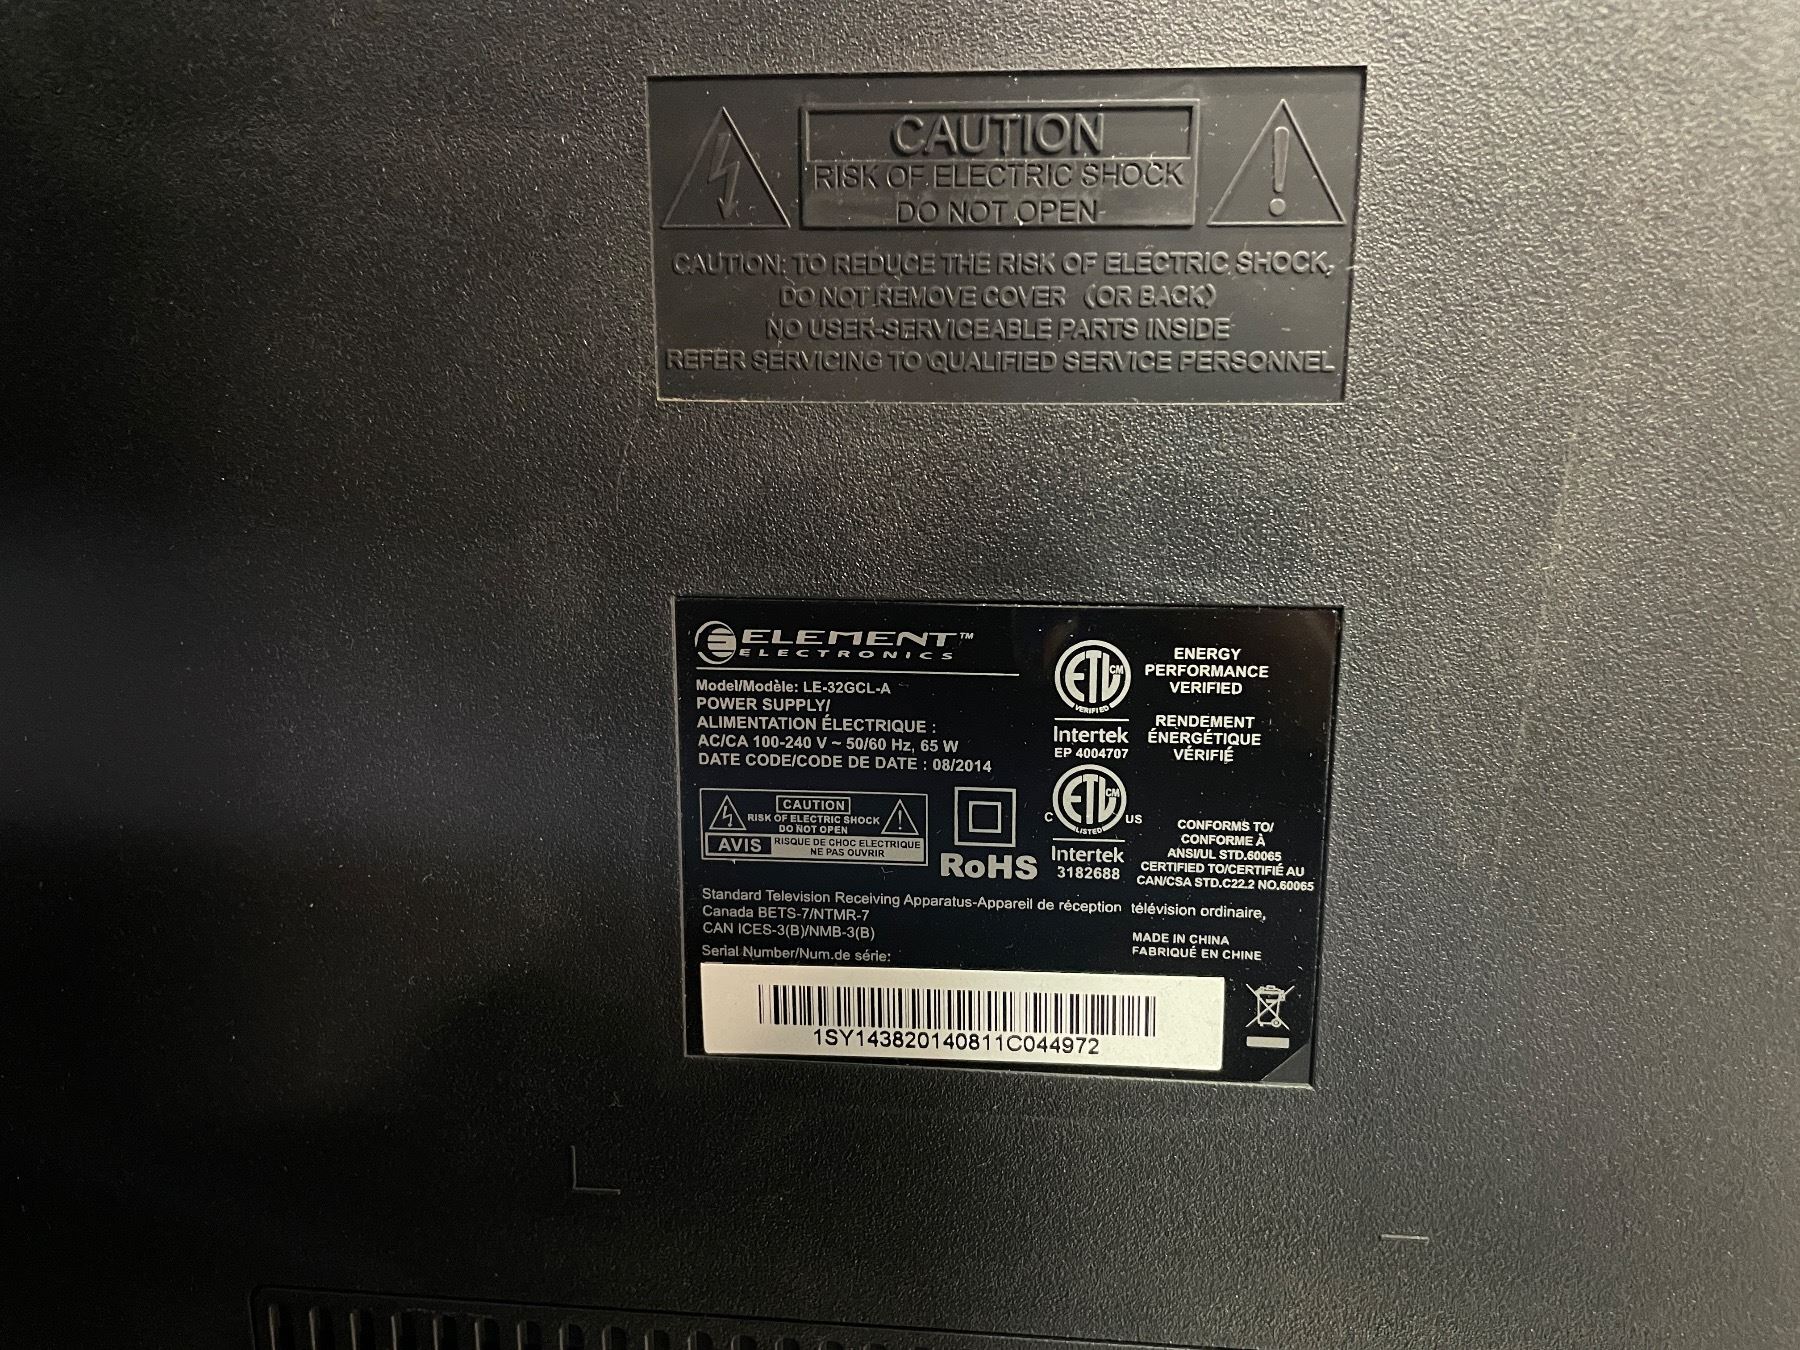 CAUTION
RISK OF ELECTRIC SHOCK
DO NOT OPEN
CAUTION: TO REDUCE THE RISK OF ELECTRIC SHOCK,
DO NOT REMOVE COVER (OR BACK)
NO USER-SERVICEABLE PARTS INSIDE
REFER SERVICING TO QUALIFIED SERVICE PERSONNEL
ELEMENT™
ELECTRONICS
Model/Modèle: LE-32GCL-A
POWER SUPPLY/
ALIMENTATION ÉLECTRIQUE :
AC/CA 100-240 V ~ 50/60 Hz, 65 W
DATE CODE/CODE DE DATE : 08/2014
CAUTION
RISK OF ELECTRIC SHOCK
DO NOT OPEN
AVIS
RISQUE DE CHOC ELECTRIQUE
NE PAS OUVRIR
RoHS
ETL CM
VERIFIED
Intertek
EP 4004707
ENERGY
PERFORMANCE
VERIFIED
RENDEMENT
ÉNERGÉTIQUE
VÉRIFIÉ
C ETL CM US
LISTED
Intertek
3182688
CONFORMS TO/
CONFORME À
ANSI/UL STD.60065
CERTIFIED TO/CERTIFIÉ AU
CAN/CSA STD.C22.2 NO.60065
Standard Television Receiving Apparatus-Appareil de réception télévision ordinaire,
Canada BETS-7/NTMR-7
CAN ICES-3(B)/NMB-3(B)
MADE IN CHINA
FABRIQUÉ EN CHINE
Serial Number/Num.de série:
1SY143820140811C044972